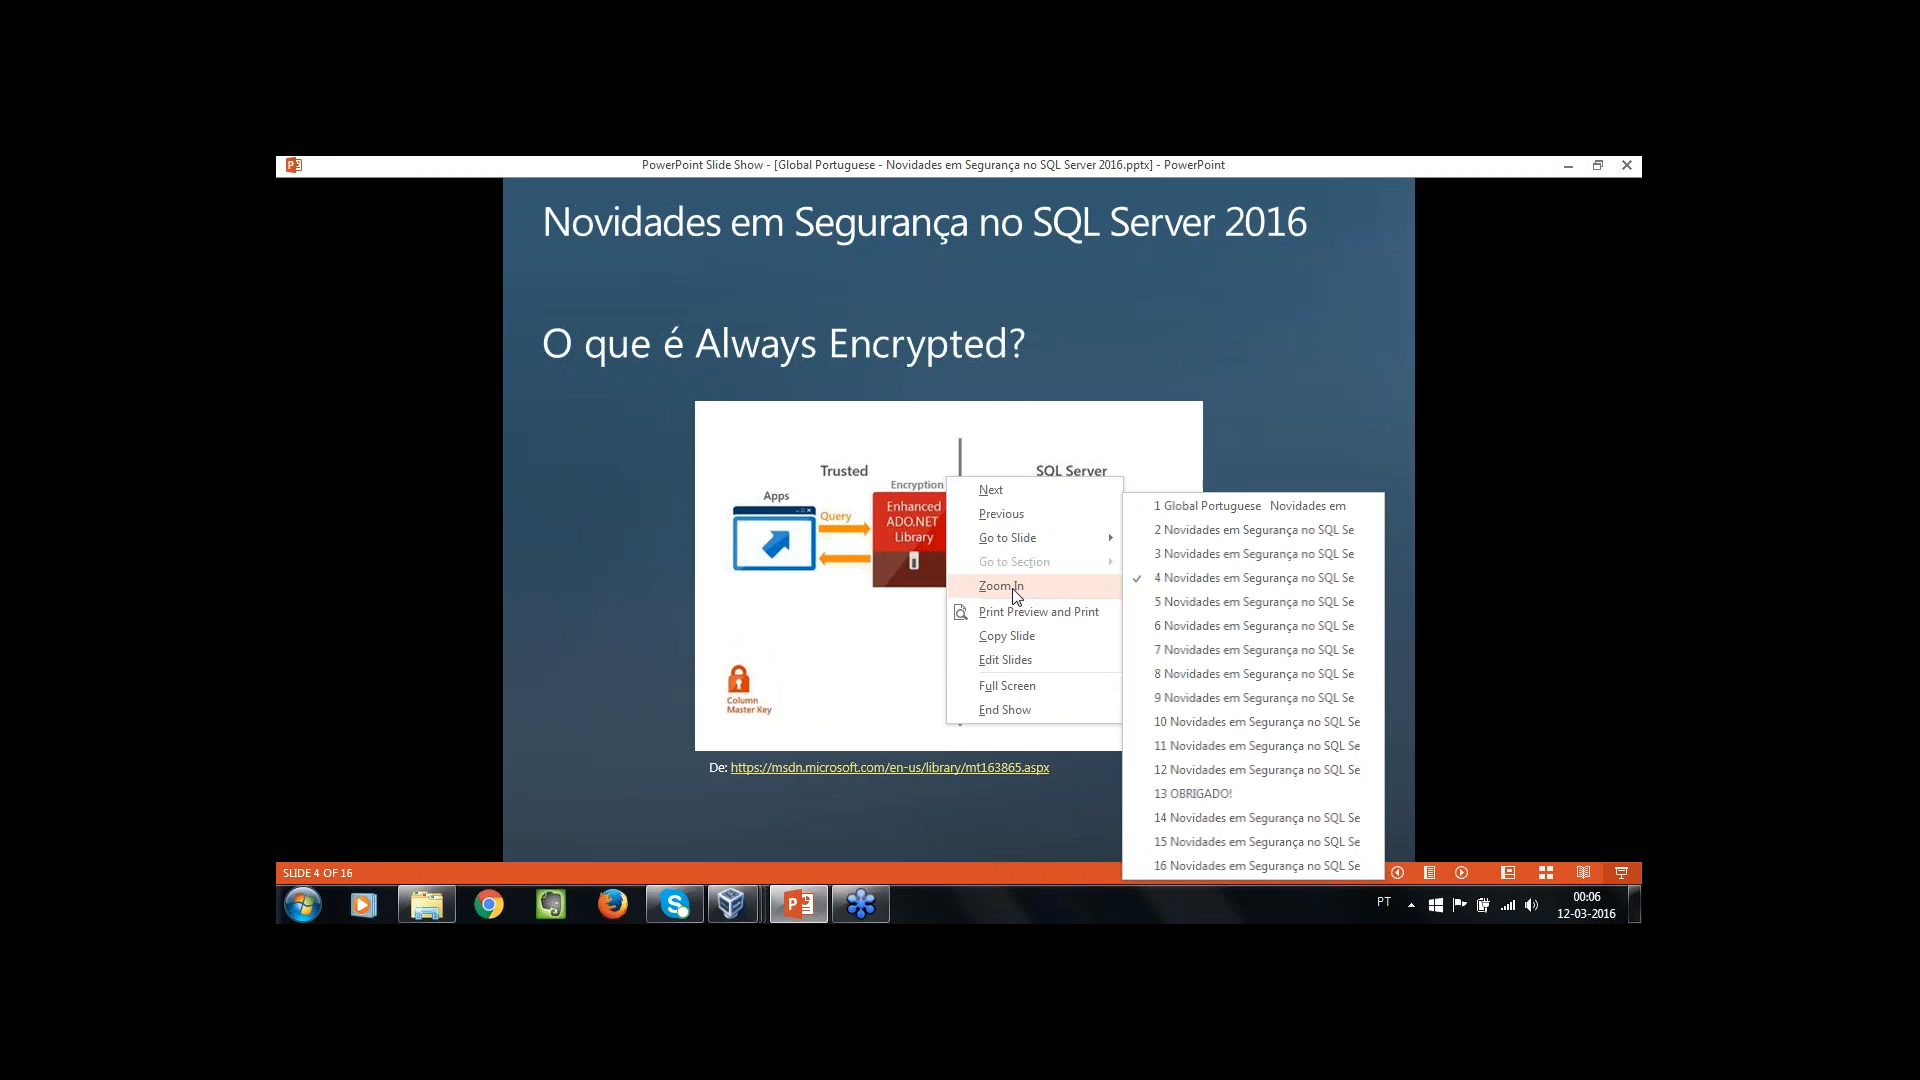 PowerPoint Slide Show - [Global Portuguese - Novidades em Segurança no SQL Server 2016.pptx] - PowerPoint
Novidades em Segurança no SQL Server 2016
O que é Always Encrypted?
Trusted
SQL Server
Apps
Encryption
Query
Enhanced
ADO.NET
Library
Column
Master Key
Next
Previous
Go to Slide
Go to Section
Zoom In
Print Preview and Print
Copy Slide
Edit Slides
Full Screen
End Show
1 Global Portuguese   Novidades em
2 Novidades em Segurança no SQL Se
3 Novidades em Segurança no SQL Se
4 Novidades em Segurança no SQL Se
5 Novidades em Segurança no SQL Se
6 Novidades em Segurança no SQL Se
7 Novidades em Segurança no SQL Se
8 Novidades em Segurança no SQL Se
9 Novidades em Segurança no SQL Se
10 Novidades em Segurança no SQL Se
11 Novidades em Segurança no SQL Se
12 Novidades em Segurança no SQL Se
13 OBRIGADO!
14 Novidades em Segurança no SQL Se
15 Novidades em Segurança no SQL Se
16 Novidades em Segurança no SQL Se
De: https://msdn.microsoft.com/en-us/library/mt163865.aspx
SLIDE 4 OF 16
PT
00:06
12-03-2016